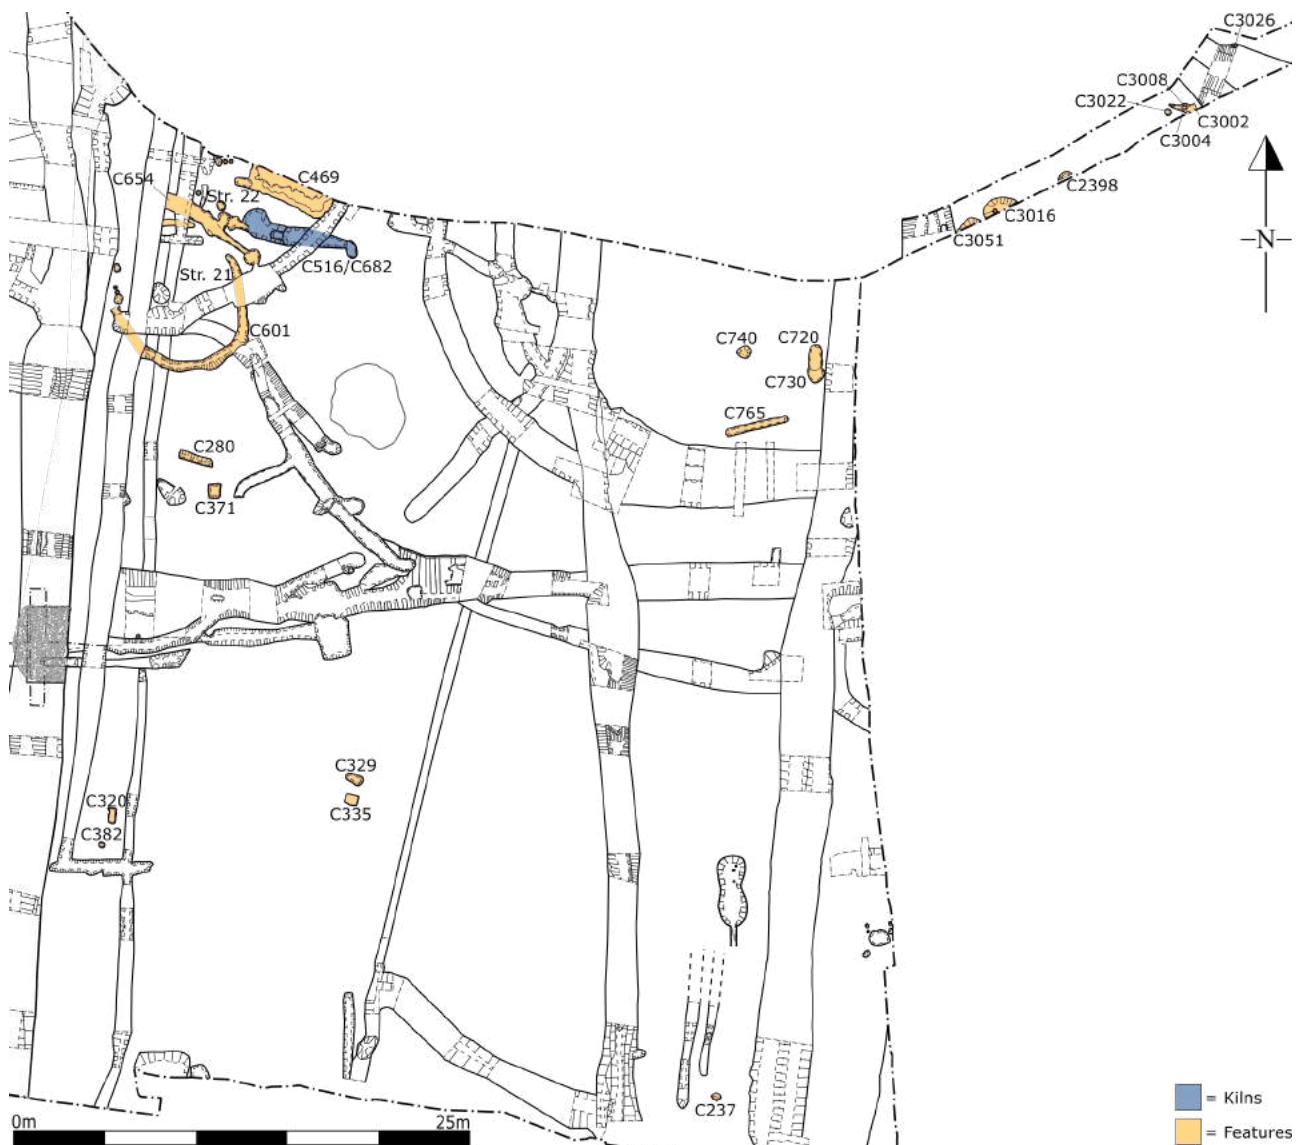 C3026
C3008
C3022
C3002
C3004
C654
C469
Str. 22
C2398
C3016
C3051
N
C516/C682
Str. 21
C601
C740
C720
C730
C765
C280
C371
C329
C335
C320
C382
C237
0m
25m
= Kilns
= Features